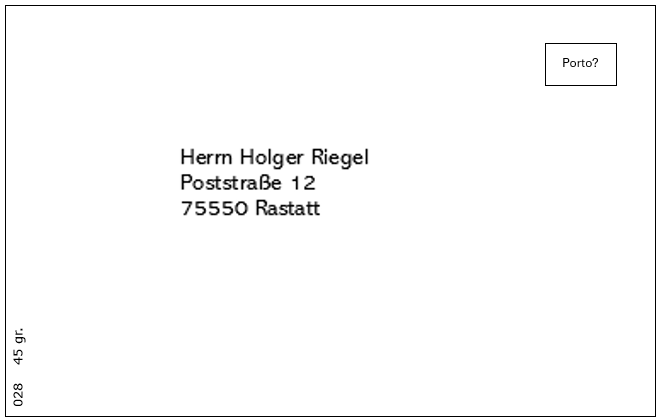 Porto?
Herrn Holger Riegel
Poststraße 12
75550 Rastatt
028 45 gr.